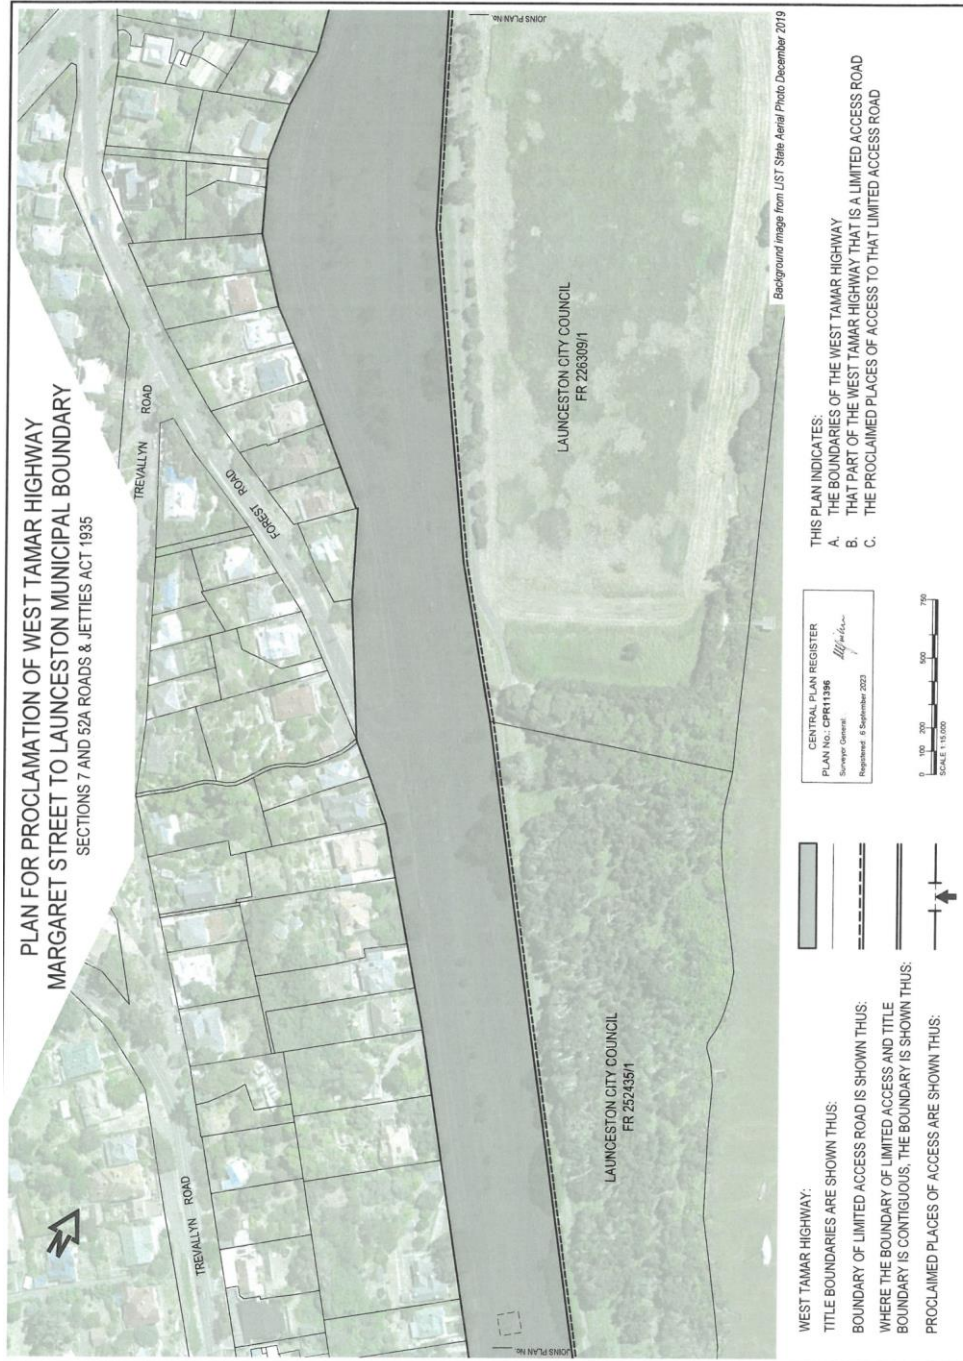 PLAN FOR PROCLAMATION OF WEST TAMAR HIGHWAY
MARGARET STREET TO LAUNCESTON MUNICIPAL BOUNDARY
SECTIONS 7 AND 52A ROADS & JETTIES ACT 1935
TREVALLYN ROAD
TREVALLYN ROAD
FOREST ROAD
JOINS PLAN No.
JOINS PLAN No.
LAUNCESTON CITY COUNCIL
FR 252435/1
LAUNCESTON CITY COUNCIL
FR 226309/1
Background image from LIST State Aerial Photo December 2019
WEST TAMAR HIGHWAY:
TITLE BOUNDARIES ARE SHOWN THUS:
BOUNDARY OF LIMITED ACCESS ROAD IS SHOWN THUS:
WHERE THE BOUNDARY OF LIMITED ACCESS AND TITLE
BOUNDARY IS CONTIGUOUS, THE BOUNDARY IS SHOWN THUS:
PROCLAIMED PLACES OF ACCESS ARE SHOWN THUS:
CENTRAL PLAN REGISTER
PLAN No.: CPR11396
Surveyor General:
Registered: 6 September 2023
0 100 200 500 750
SCALE 1:15,000
THIS PLAN INDICATES:
A. THE BOUNDARIES OF THE WEST TAMAR HIGHWAY
B. THAT PART OF THE WEST TAMAR HIGHWAY THAT IS A LIMITED ACCESS ROAD
C. THE PROCLAIMED PLACES OF ACCESS TO THAT LIMITED ACCESS ROAD